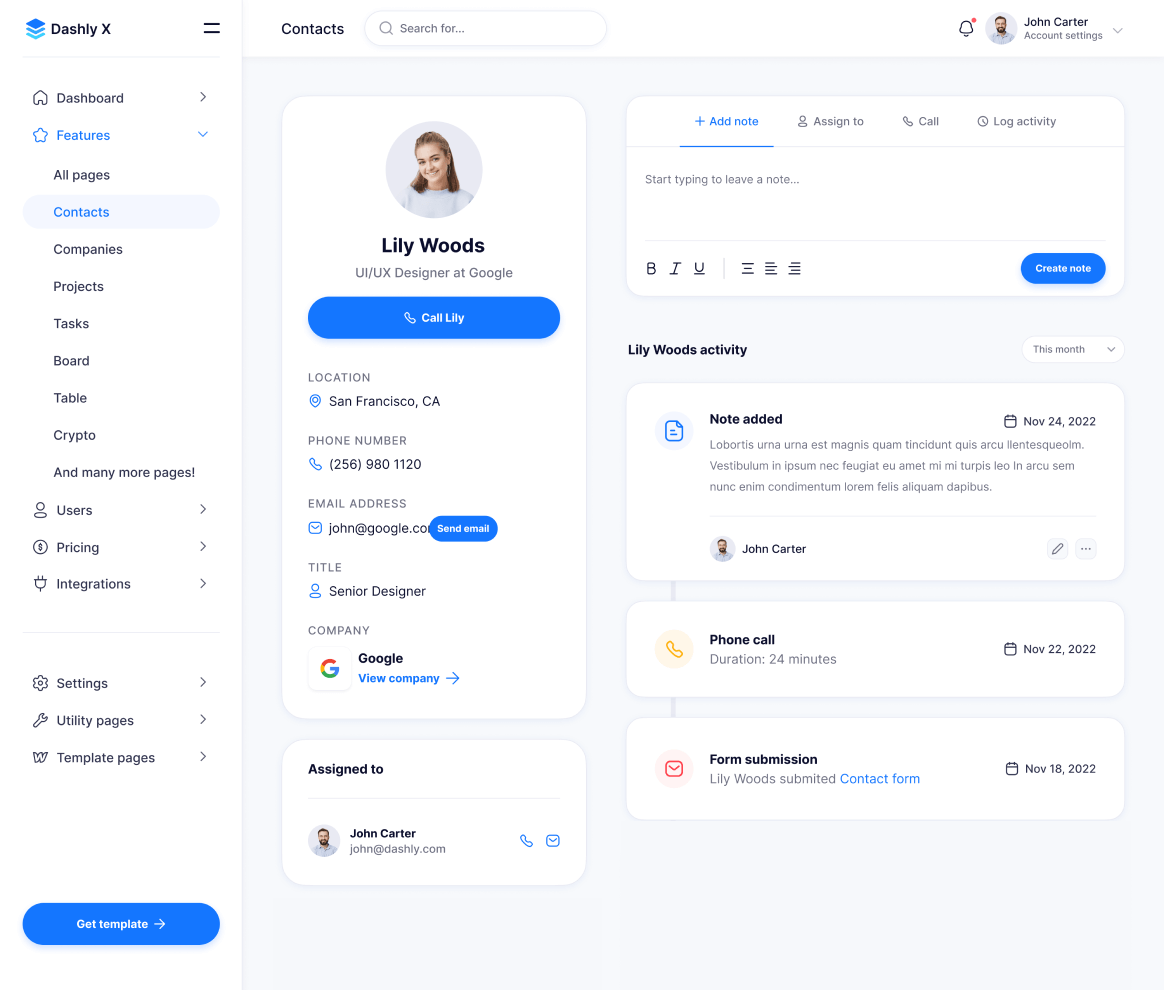 Dashly X
Dashboard
Features
All pages
Contacts
Companies
Projects
Tasks
Board
Table
Crypto
And many more pages!
Users
Pricing
Integrations
Settings
Utility pages
Template pages
Get template
Contacts
Search for...
John Carter
Account settings
Lily Woods
UI/UX Designer at Google
Call Lily
LOCATION
San Francisco, CA
PHONE NUMBER
(256) 980 1120
EMAIL ADDRESS
john@google.com Send email
TITLE
Senior Designer
COMPANY
Google
View company
Assigned to
John Carter
john@dashly.com
Add note Assign to Call Log activity
Start typing to leave a note...
B I U
Create note
Lily Woods activity
This month
Note added
Nov 24, 2022
Lobortis urna urna est magnis quam tincidunt quis arcu llentesqueolm.
Vestibulum in ipsum nec feugiat eu amet mi mi turpis leo In arcu sem
nunc enim condimentum lorem felis aliquam dapibus.
John Carter
Phone call
Duration: 24 minutes
Nov 22, 2022
Form submission
Lily Woods submited Contact form
Nov 18, 2022